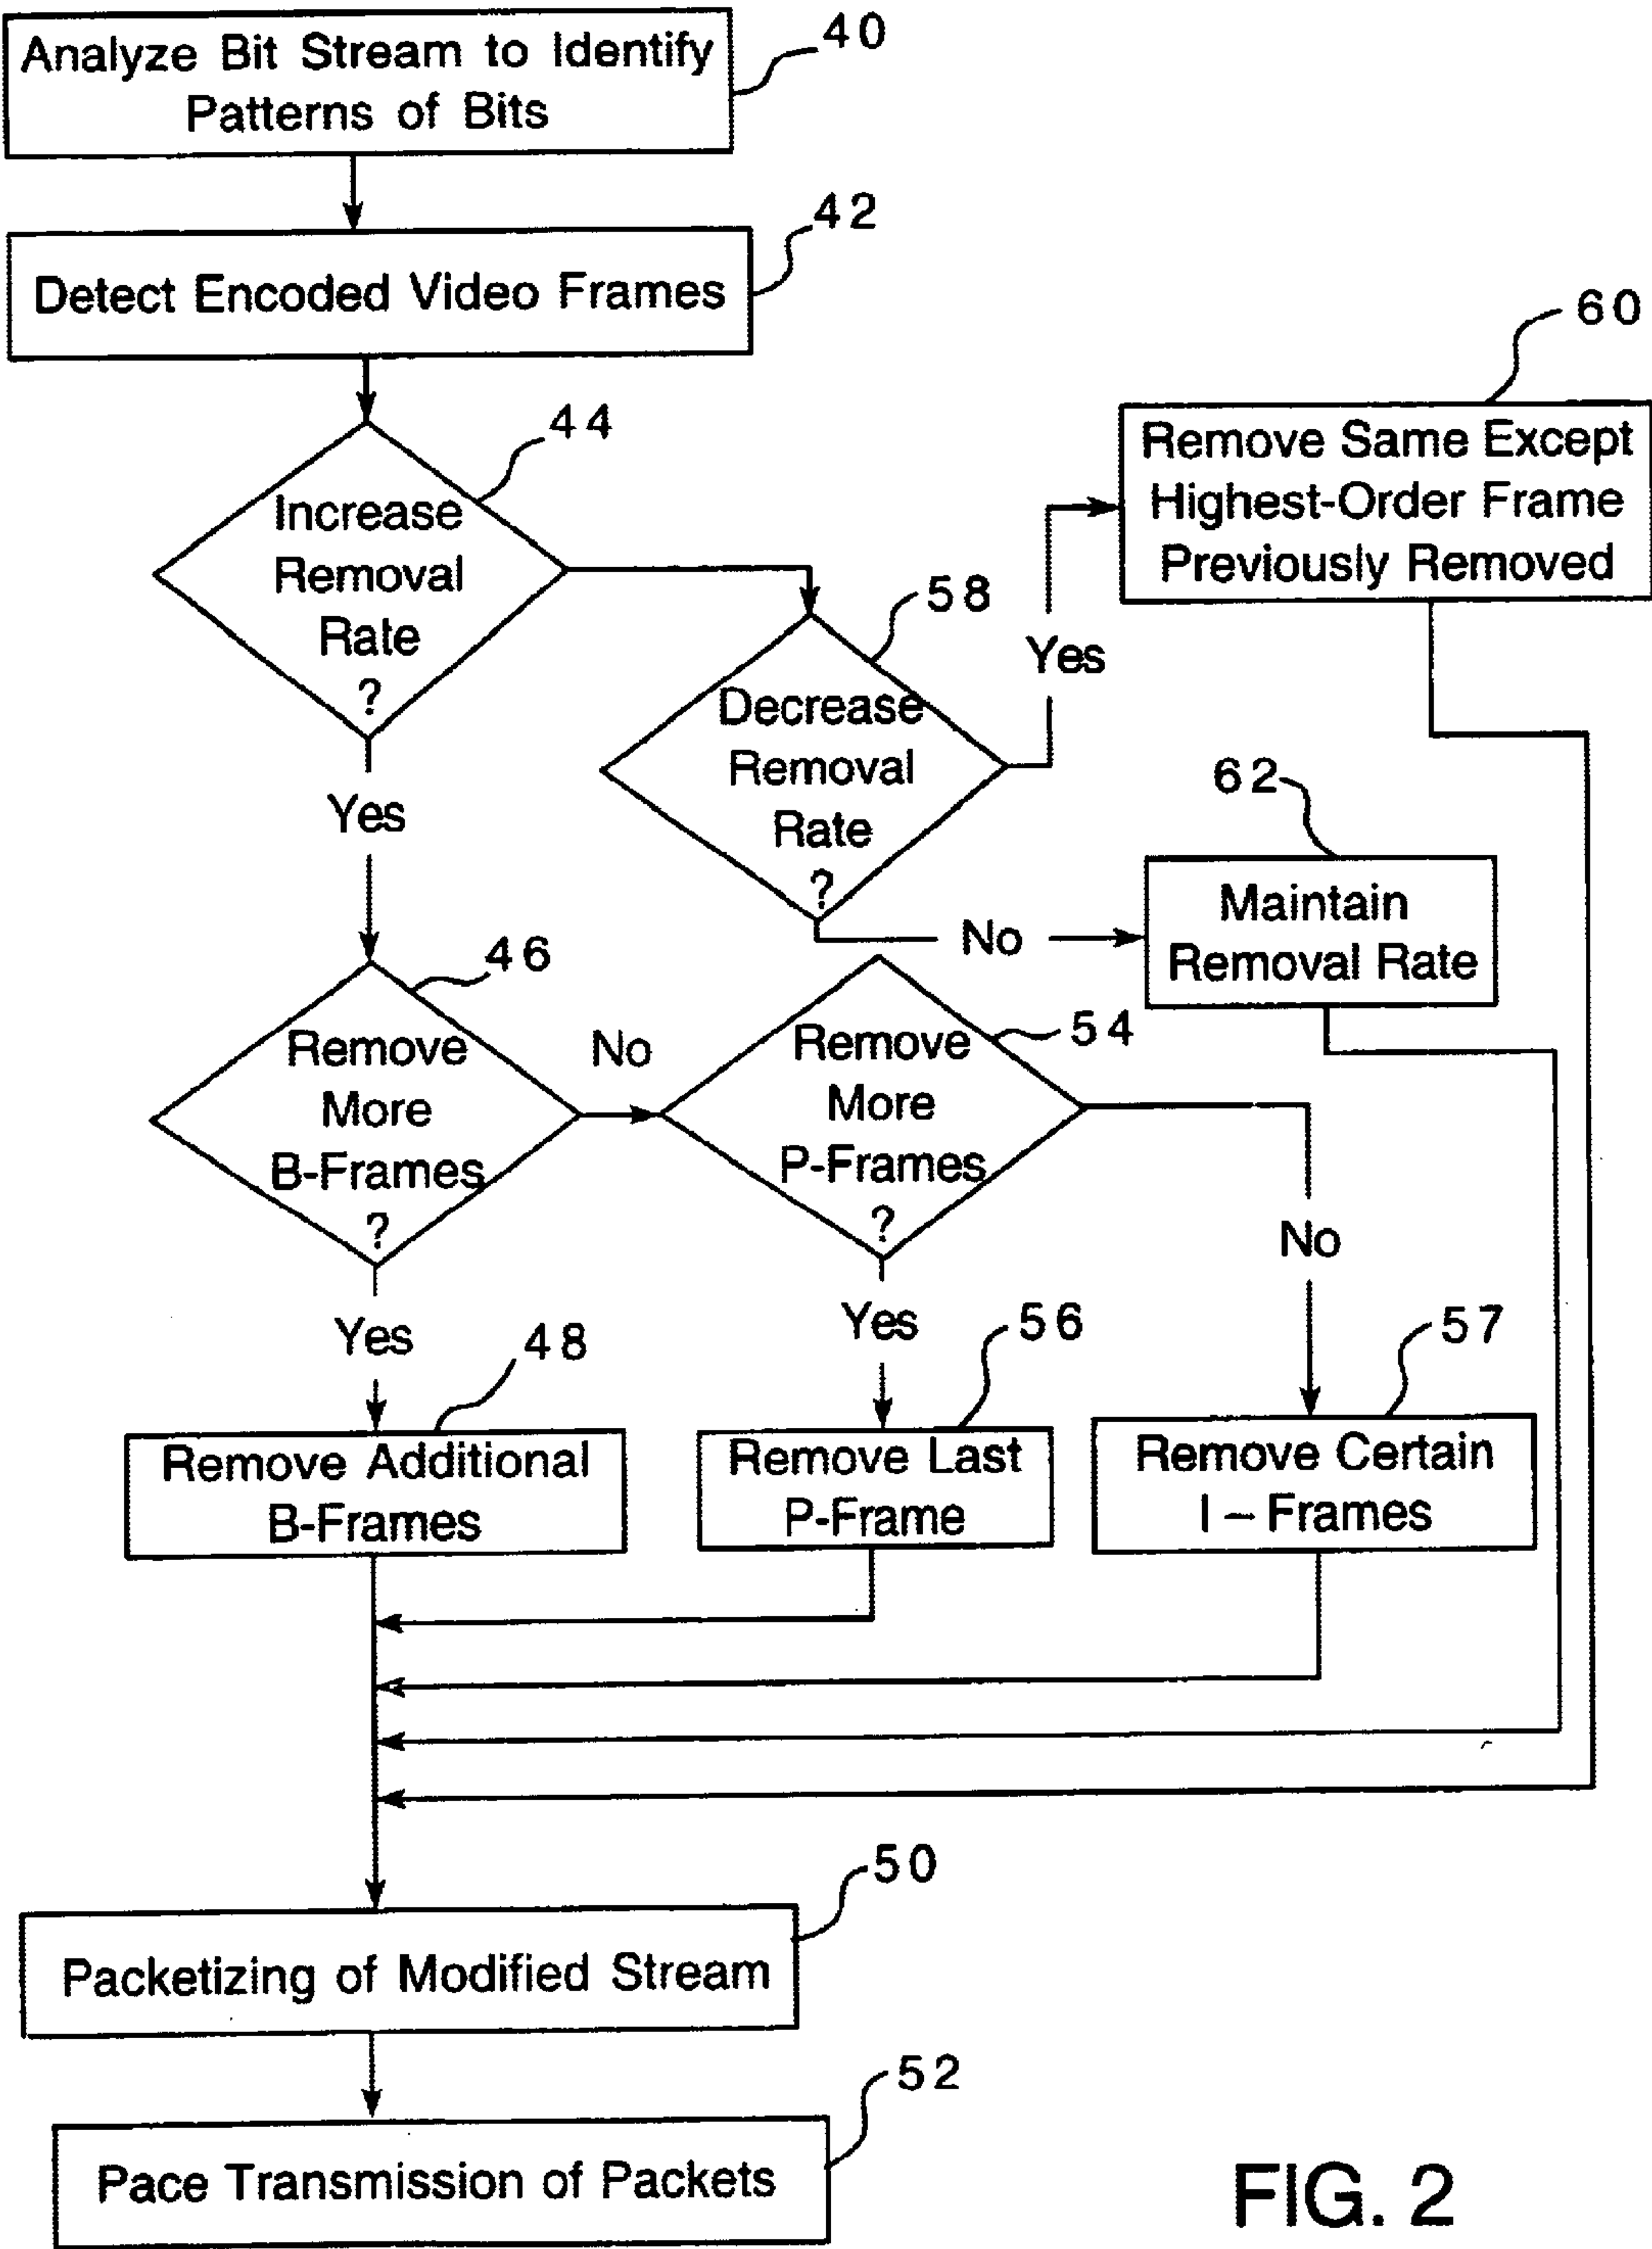 Analyze Bit Stream to Identify
Patterns of Bits
40
Detect Encoded Video Frames
42
Increase
Removal
Rate
?
44
Yes
Decrease
Removal
Rate
?
58
Yes
Remove Same Except
Highest-Order Frame
Previously Removed
60
No
Maintain
Removal Rate
62
Remove
More
B-Frames
?
46
No
Remove
More
P-Frames
?
54
No
Yes
Yes
Remove Additional
B-Frames
48
Remove Last
P-Frame
56
Remove Certain
I – Frames
57
Packetizing of Modified Stream
50
Pace Transmission of Packets
52
FIG. 2